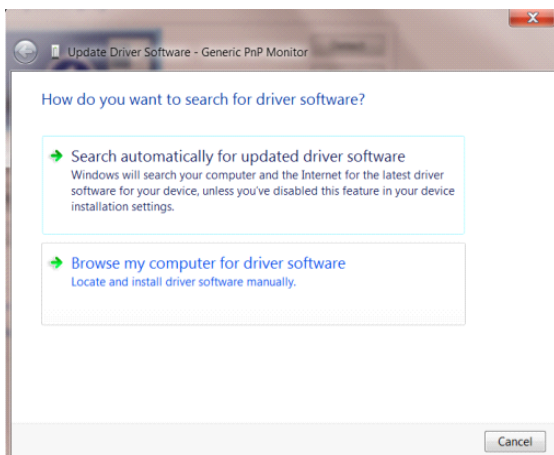 Update Driver Software - Generic PnP Monitor
How do you want to search for driver software?
Search automatically for updated driver software
Windows will search your computer and the Internet for the latest driver
software for your device, unless you've disabled this feature in your device
installation settings.
Browse my computer for driver software
Locate and install driver software manually.
Cancel